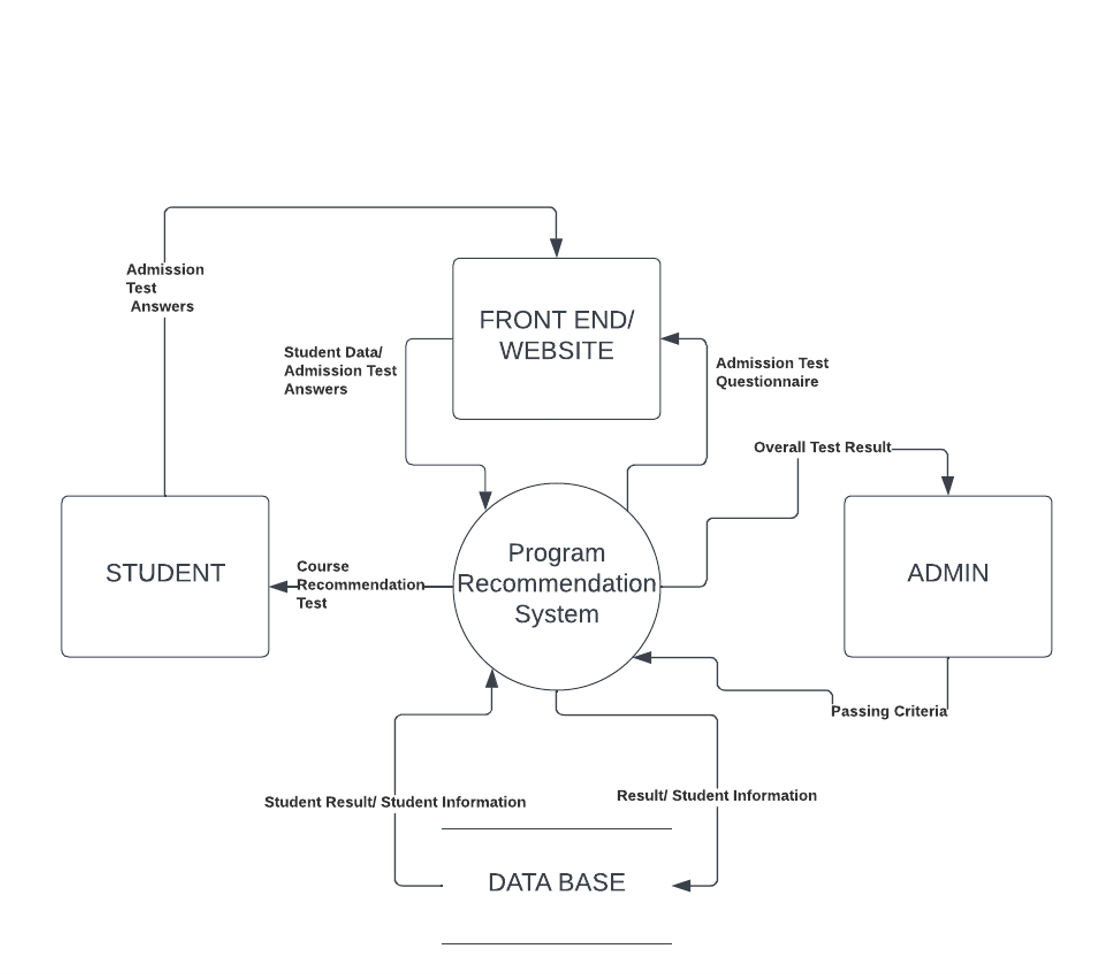 Admission
Test
Answers
FRONT END/
WEBSITE
Student Data/
Admission Test
Answers
Admission Test
Questionnaire
Overall Test Result
STUDENT
Course
Recommendation
Test
Program
Recommendation
System
ADMIN
Passing Criteria
Student Result/ Student Information
Result/ Student Information
DATA BASE